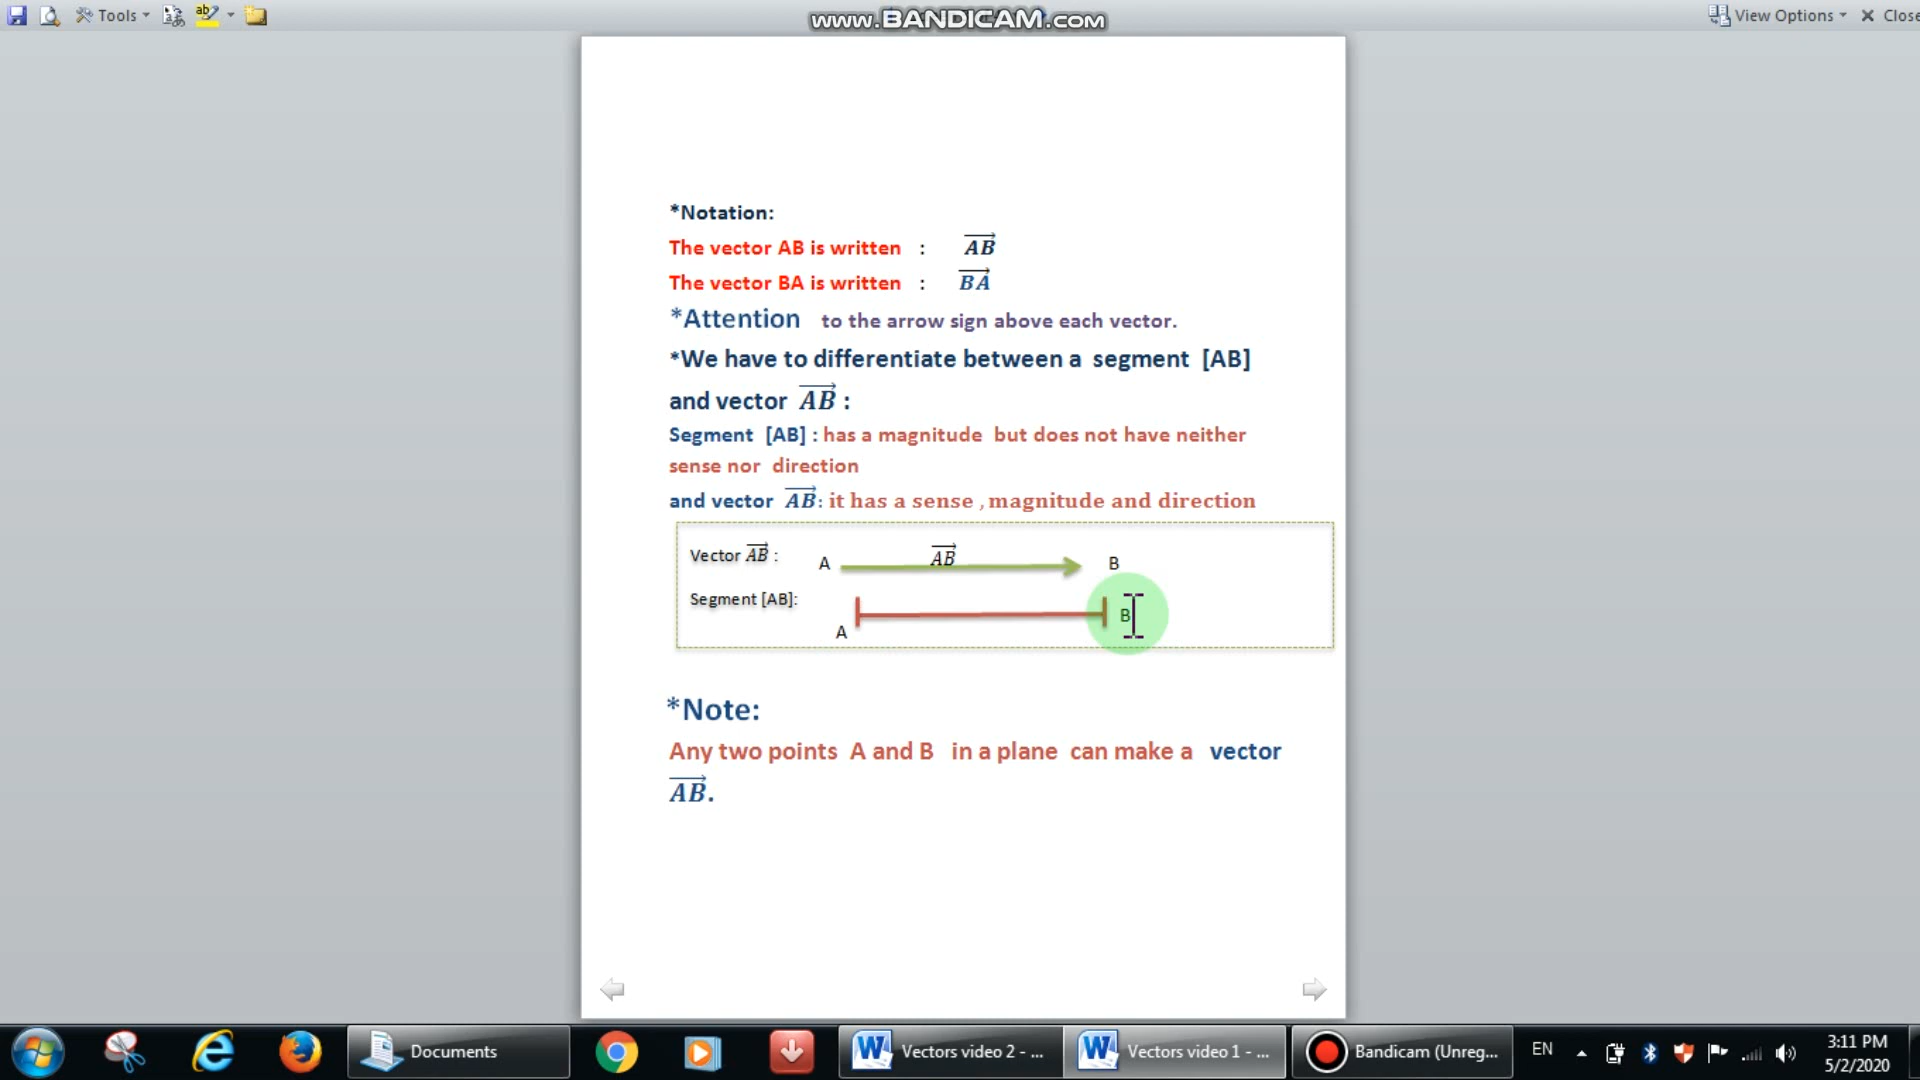 Tools
www.BANDICAM.com
View Options
Close
*Notation:
The vector AB is written : AB
The vector BA is written : BA
*Attention to the arrow sign above each vector.
*We have to differentiate between a segment [AB]
and vector AB :
Segment [AB] : has a magnitude but does not have neither
sense nor direction
and vector AB: it has a sense , magnitude and direction
Vector AB : A AB B
Segment [AB]:
A B
*Note:
Any two points A and B in a plane can make a vector
AB.
Documents
Vectors video 2 - ...
Vectors video 1 - ...
Bandicam (Unreg...
EN
3:11 PM
5/2/2020